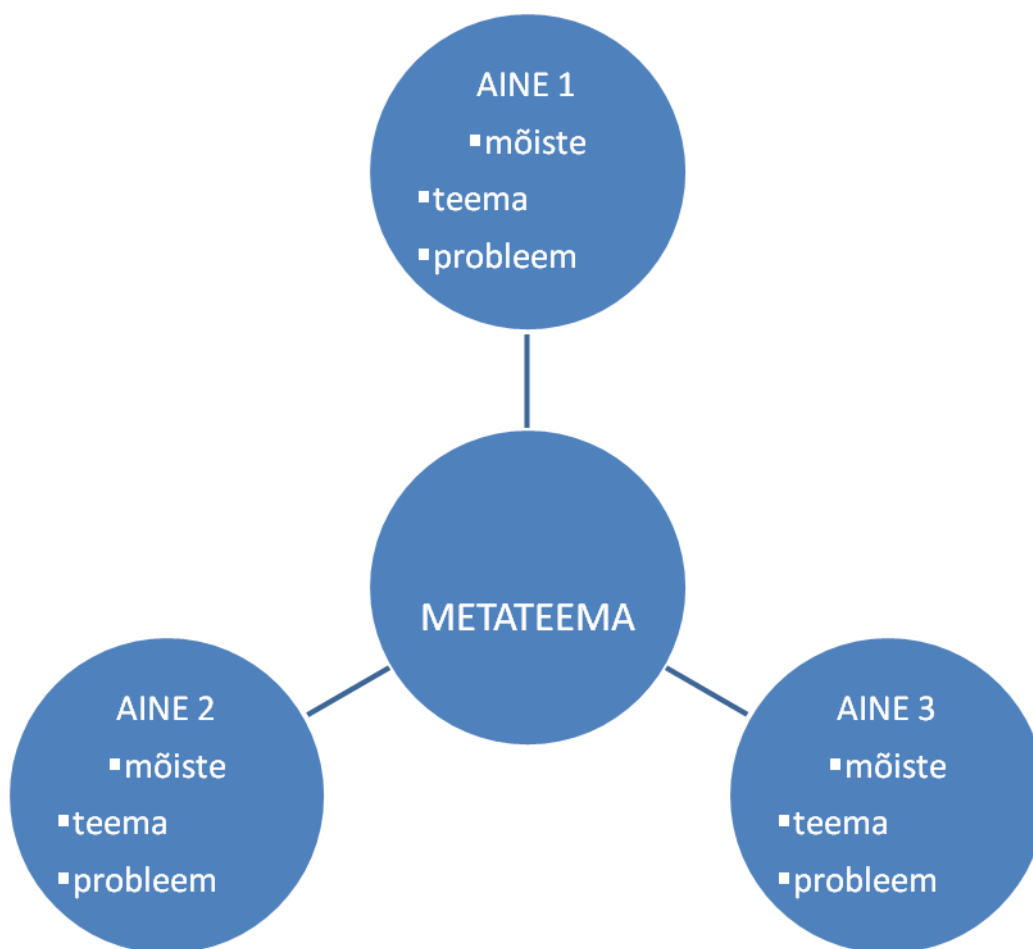 AINE 1
▪mõiste
▪teema
▪probleem
METATEEMA
AINE 2
▪mõiste
▪teema
▪probleem
AINE 3
▪mõiste
▪teema
▪probleem